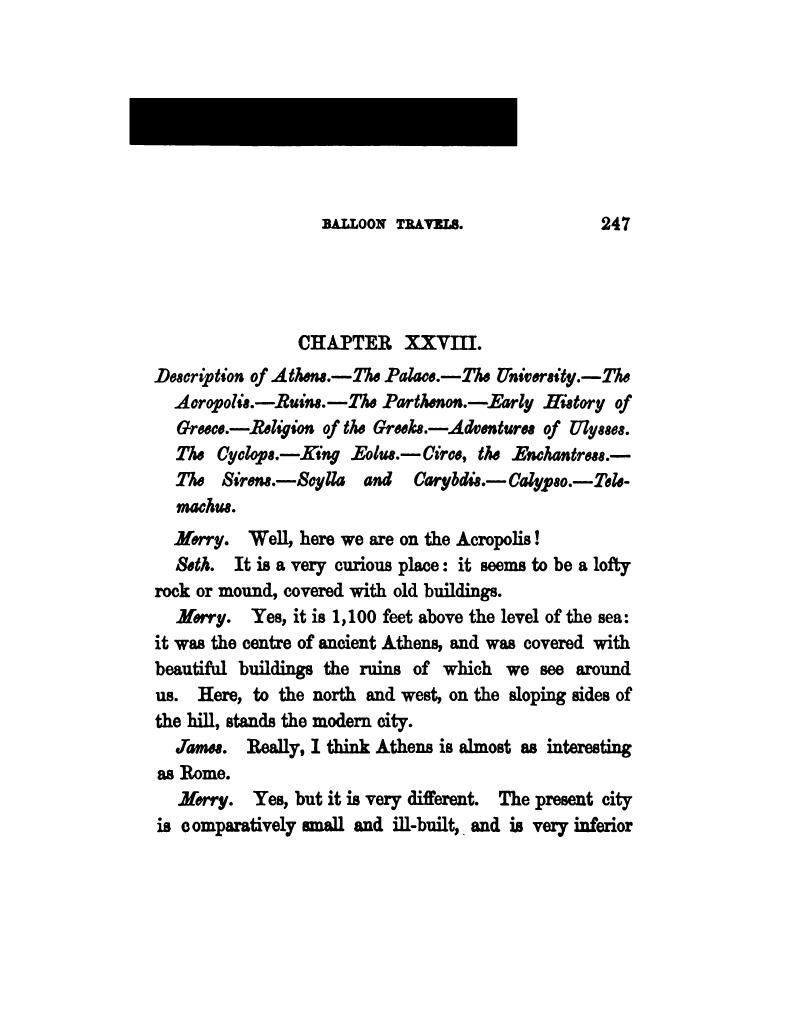 BALLOON TRAVELS. 247
CHAPTER XXVIII.
Description of Athens.—The Palace.—The University.—The
Acropolis.—Ruins.—The Parthenon.—Early History of
Greece.—Religion of the Greeks.—Adventures of Ulysses.
The Cyclops.—King Eolus.—Circe, the Enchantress.—
The Sirens.—Scylla and Carybdis.—Calypso.—Tele-
machus.
Merry. Well, here we are on the Acropolis!
Seth. It is a very curious place: it seems to be a lofty
rock or mound, covered with old buildings.
Merry. Yes, it is 1,100 feet above the level of the sea:
it was the centre of ancient Athens, and was covered with
beautiful buildings the ruins of which we see around
us. Here, to the north and west, on the sloping sides of
the hill, stands the modern city.
James. Really, I think Athens is almost as interesting
as Rome.
Merry. Yes, but it is very different. The present city
is comparatively small and ill-built, and is very inferior